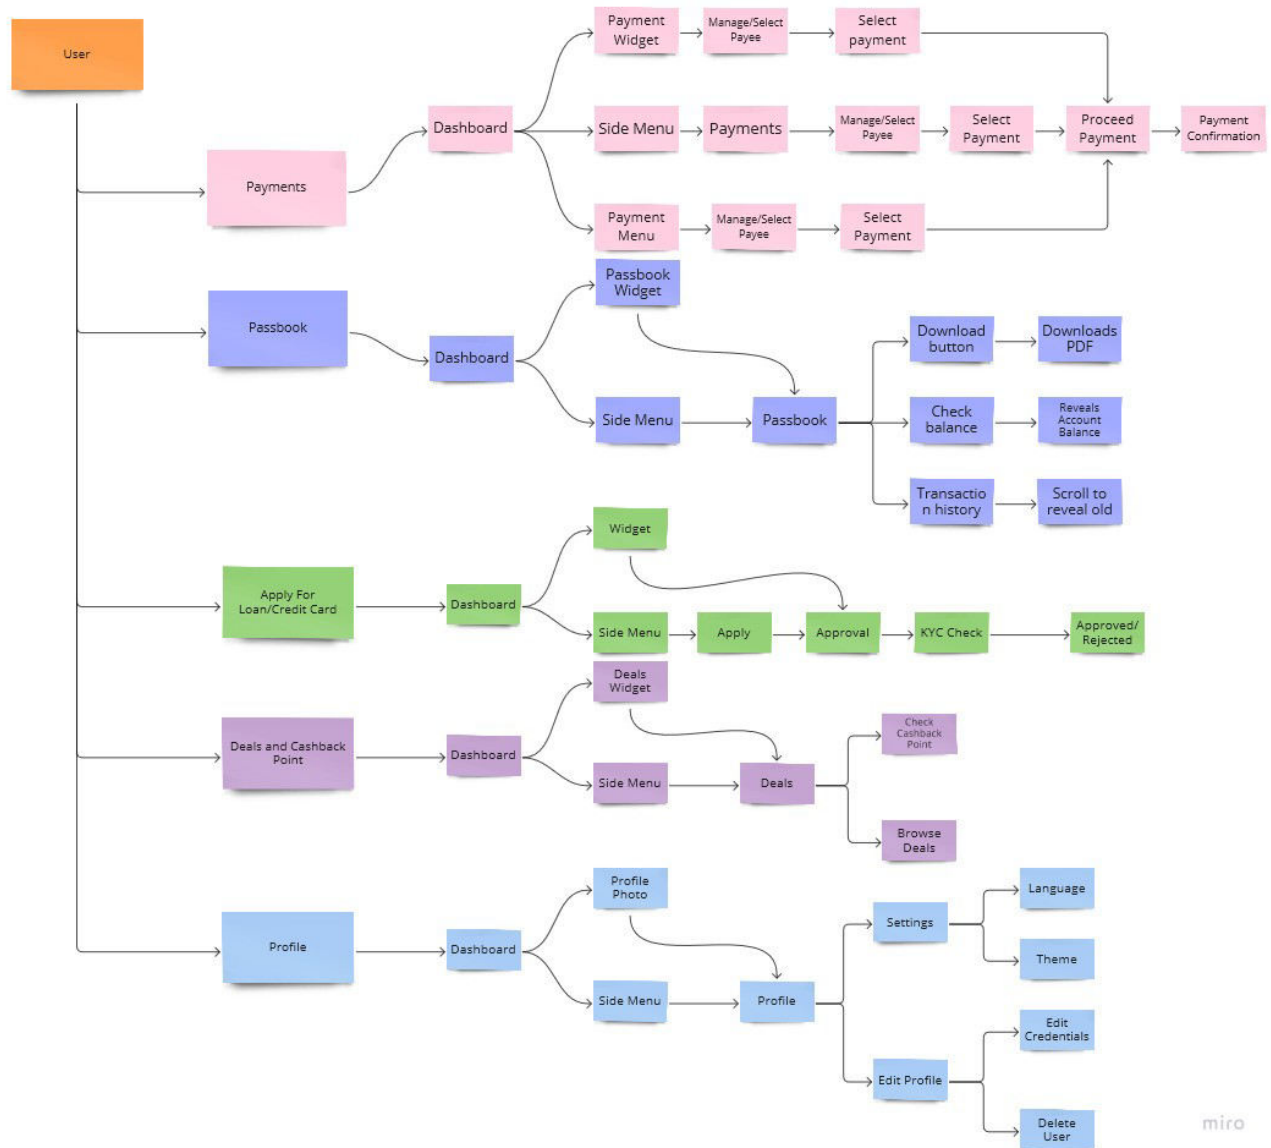 User
Payments
Dashboard
Payment
Widget
Manage/Select
Payee
Select
payment
Side Menu
Payments
Manage/Select
Payee
Select
Payment
Proceed
Payment
Payment
Confirmation
Payment
Menu
Manage/Select
Payee
Select
Payment
Passbook
Dashboard
Passbook
Widget
Side Menu
Passbook
Download
button
Downloads
PDF
Check
balance
Reveals
Account
Balance
Transactio
n history
Scroll to
reveal old
Apply For
Loan/Credit Card
Dashboard
Widget
Side Menu
Apply
Approval
KYC Check
Approved/
Rejected
Deals and Cashback
Point
Dashboard
Deals
Widget
Side Menu
Deals
Check
Cashback
Point
Browse
Deals
Profile
Dashboard
Profile
Photo
Side Menu
Profile
Settings
Language
Theme
Edit Profile
Edit
Credentials
Delete
User
miro